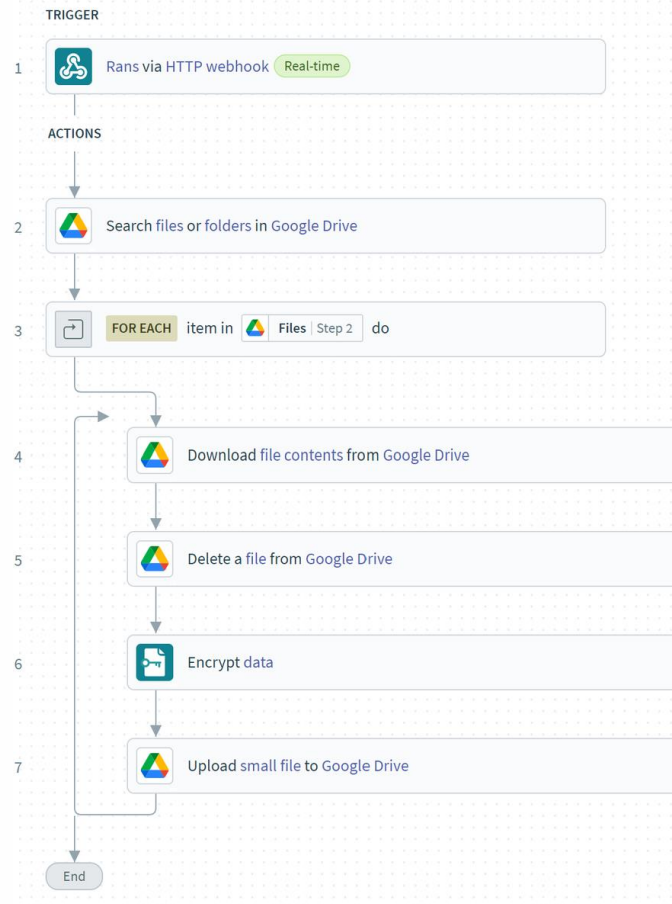 TRIGGER
1 Rans via HTTP webhook Real-time
ACTIONS
2 Search files or folders in Google Drive
3 FOR EACH item in Files Step 2 do
4 Download file contents from Google Drive
5 Delete a file from Google Drive
6 Encrypt data
7 Upload small file to Google Drive
End